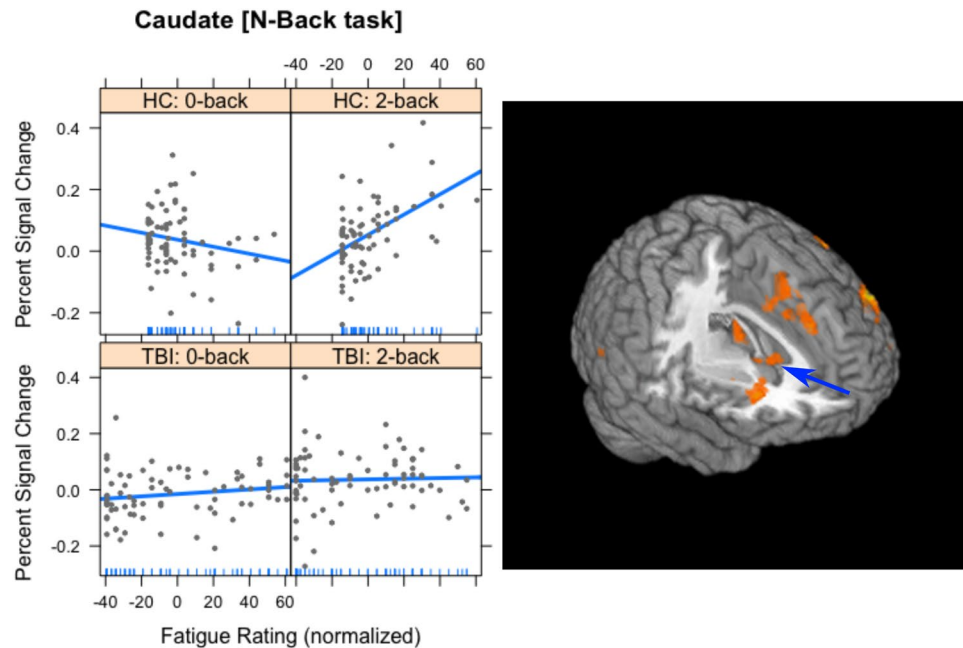 Caudate [N-Back task]
-40 -20 0 20 40 60
HC: 0-back HC: 2-back
Percent Signal Change
0.4
0.2
0.0
-0.2
TBI: 0-back TBI: 2-back
Percent Signal Change
0.4
0.2
0.0
-0.2
-40 -20 0 20 40 60
Fatigue Rating (normalized)